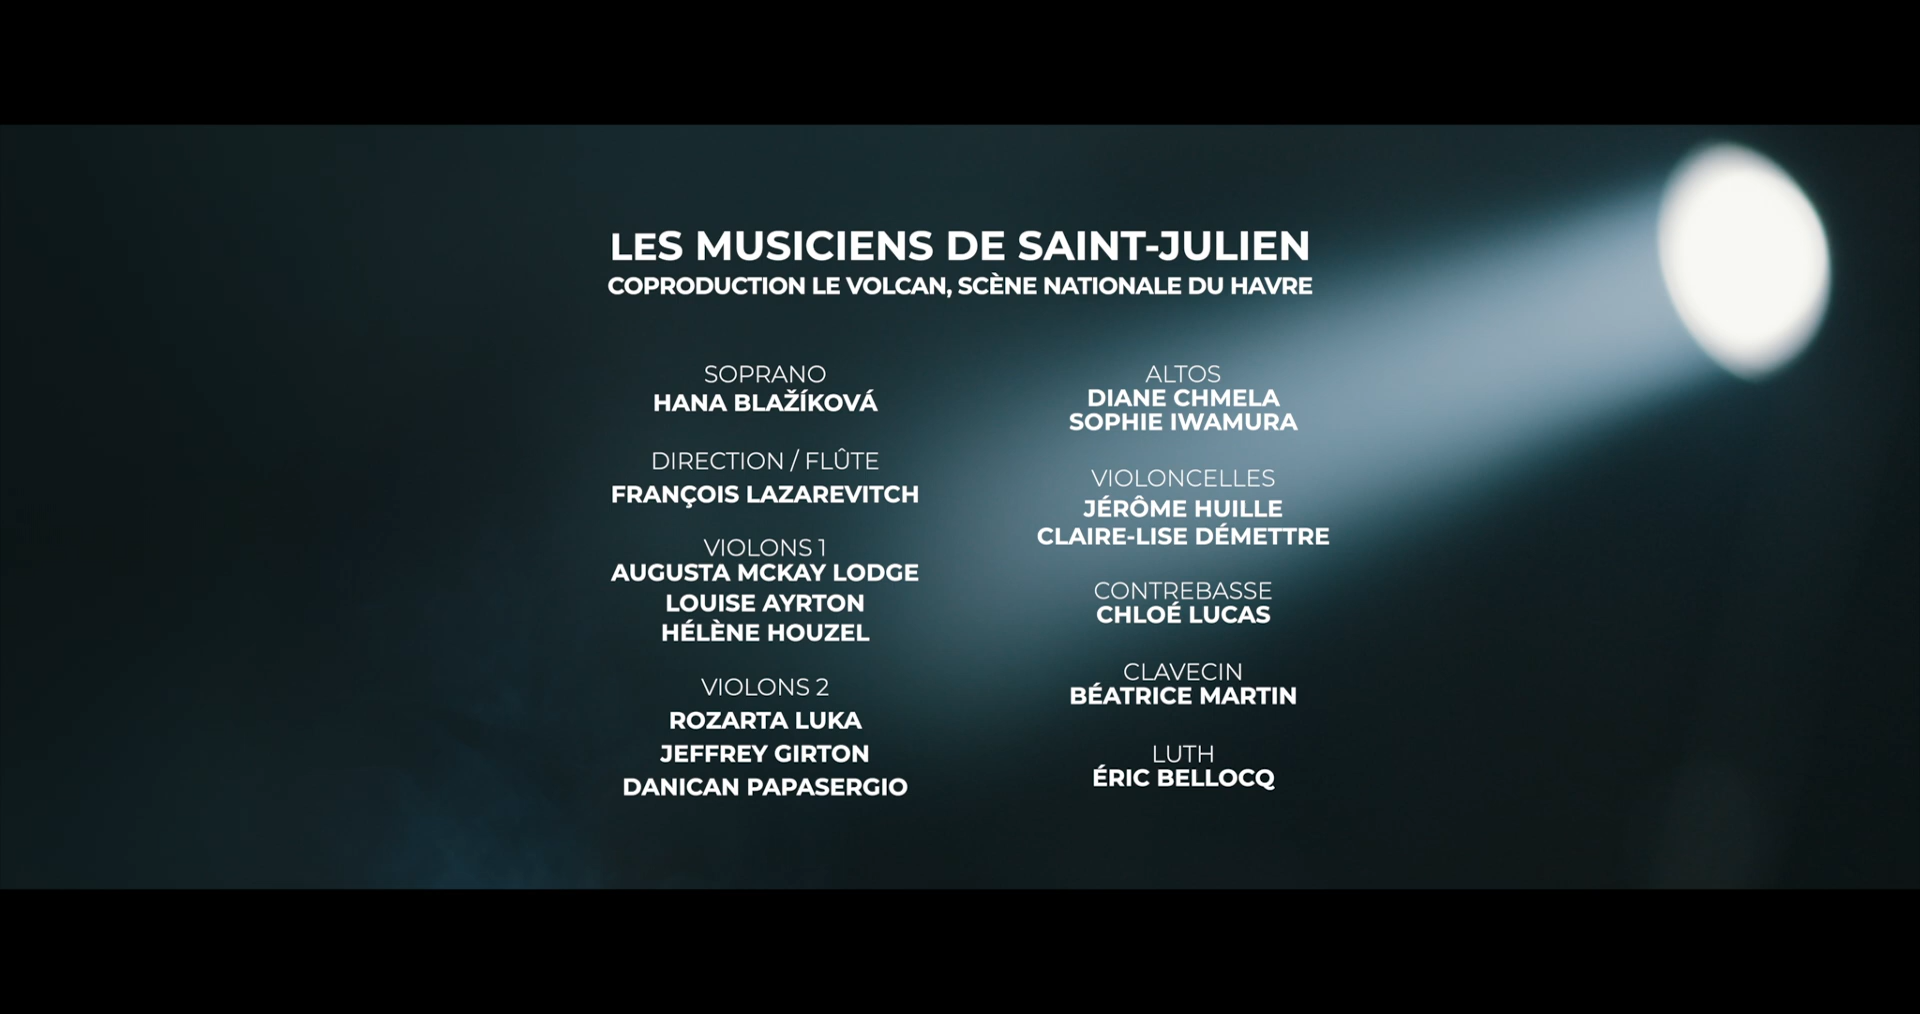 LES MUSICIENS DE SAINT-JULIEN
COPRODUCTION LE VOLCAN, SCÈNE NATIONALE DU HAVRE
SOPRANO
HANA BLAŽÍKOVÁ
DIRECTION / FLÛTE
FRANÇOIS LAZAREVITCH
VIOLONS 1
AUGUSTA MCKAY LODGE
LOUISE AYRTON
HÉLÈNE HOUZEL
VIOLONS 2
ROZARTA LUKA
JEFFREY GIRTON
DANICAN PAPASERGIO
ALTOS
DIANE CHMELA
SOPHIE IWAMURA
VIOLONCELLES
JÉRÔME HUILLE
CLAIRE-LISE DÉMETTRE
CONTREBASSE
CHLOÉ LUCAS
CLAVECIN
BÉATRICE MARTIN
LUTH
ÉRIC BELLOCQ